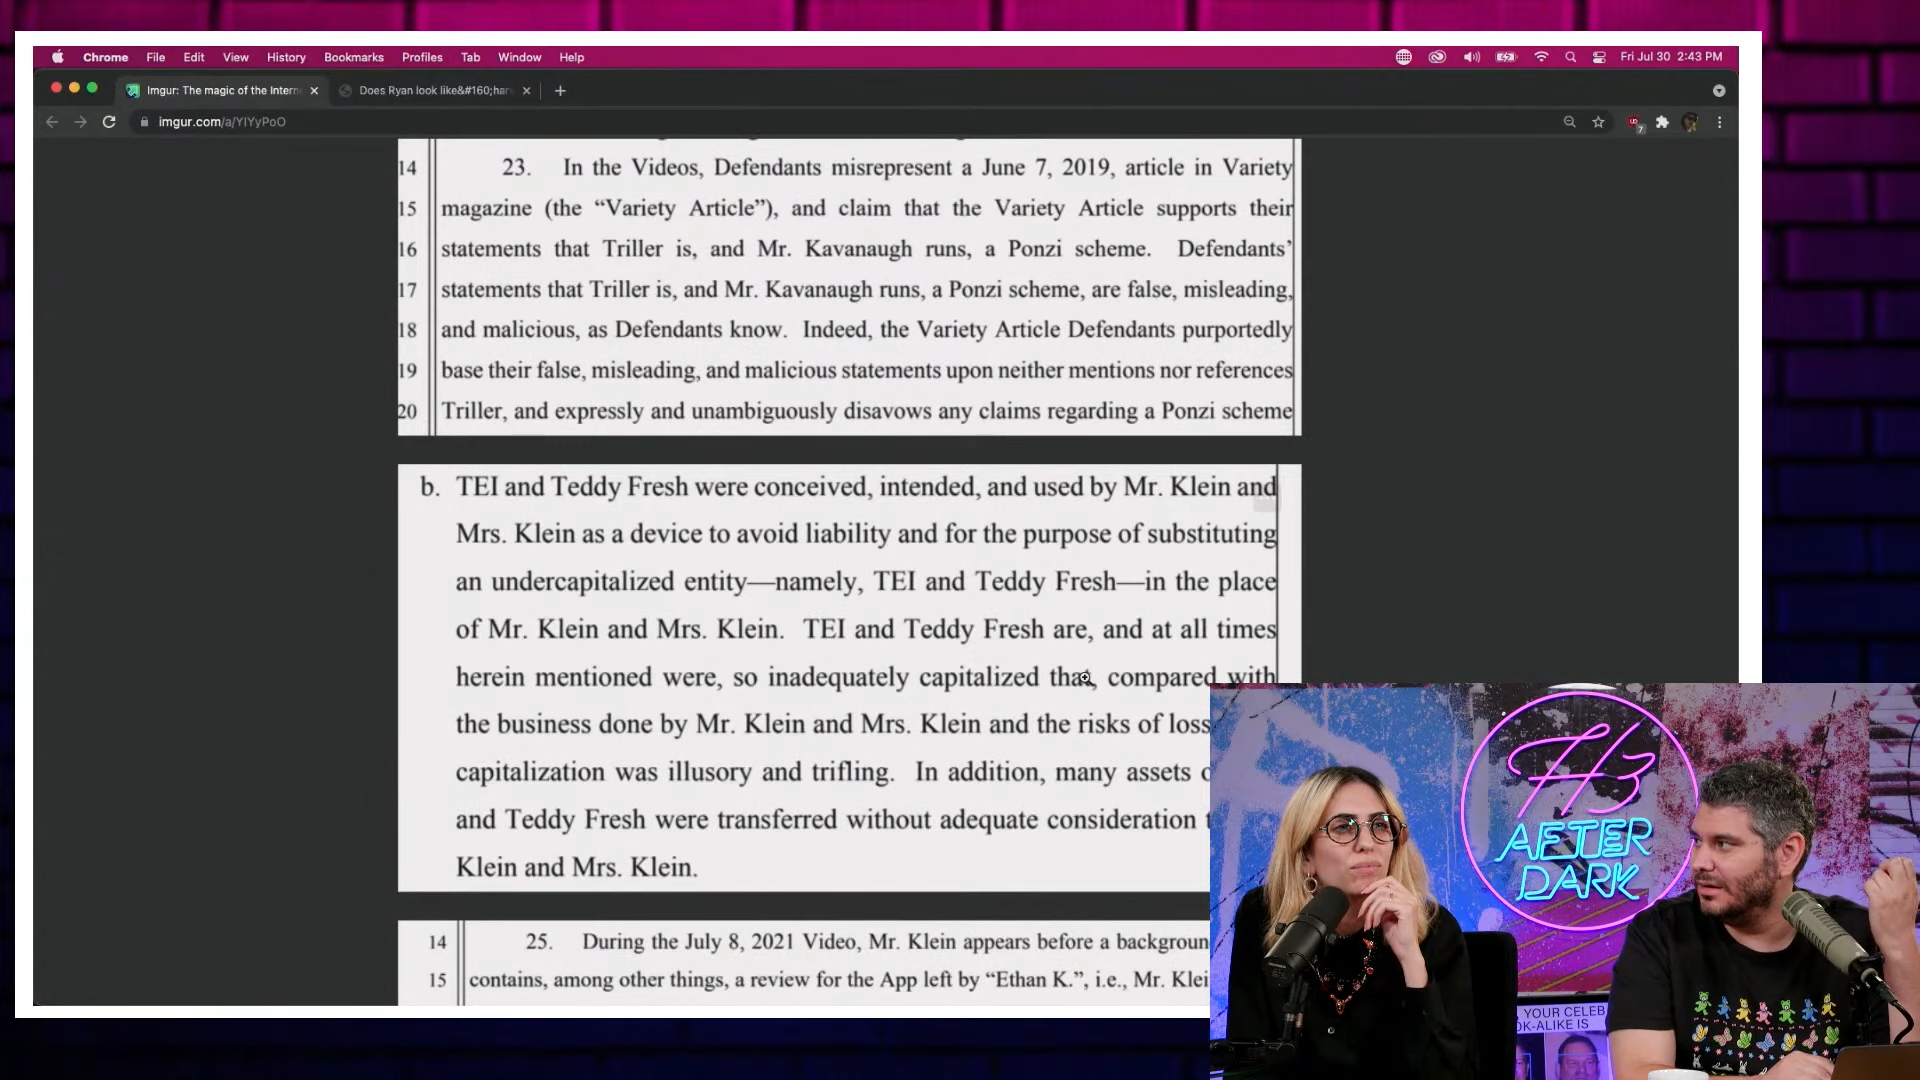 Chrome File Edit View History Bookmarks Profiles Tab Window Help Fri Jul 30 2:43 PM
Imgur: The magic of the Intern Does Ryan look like&#160;har
imgur.com/a/YIYyPoO
14 23. In the Videos, Defendants misrepresent a June 7, 2019, article in Variety
15 magazine (the “Variety Article”), and claim that the Variety Article supports their
16 statements that Triller is, and Mr. Kavanaugh runs, a Ponzi scheme. Defendants’
17 statements that Triller is, and Mr. Kavanaugh runs, a Ponzi scheme, are false, misleading,
18 and malicious, as Defendants know. Indeed, the Variety Article Defendants purportedly
19 base their false, misleading, and malicious statements upon neither mentions nor references
20 Triller, and expressly and unambiguously disavows any claims regarding a Ponzi scheme
b. TEI and Teddy Fresh were conceived, intended, and used by Mr. Klein and
Mrs. Klein as a device to avoid liability and for the purpose of substituting
an undercapitalized entity—namely, TEI and Teddy Fresh—in the place
of Mr. Klein and Mrs. Klein. TEI and Teddy Fresh are, and at all times
herein mentioned were, so inadequately capitalized that, compared with
the business done by Mr. Klein and Mrs. Klein and the risks of loss
capitalization was illusory and trifling. In addition, many assets
and Teddy Fresh were transferred without adequate consideration
Klein and Mrs. Klein.
14 25. During the July 8, 2021 Video, Mr. Klein appears before a backgroun
15 contains, among other things, a review for the App left by “Ethan K.”, i.e., Mr. Klei
H3
AFTER
DARK
YOUR CELEB
OK-ALIKE IS